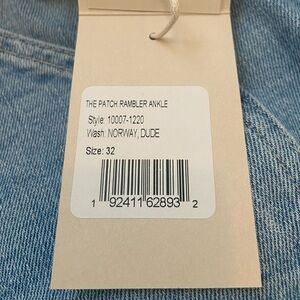 THE PATCH RAMBLER ANKLE
Style: 10007-1220
Wash: NORWAY, DUDE
Size: 32
1 92411 62893 2